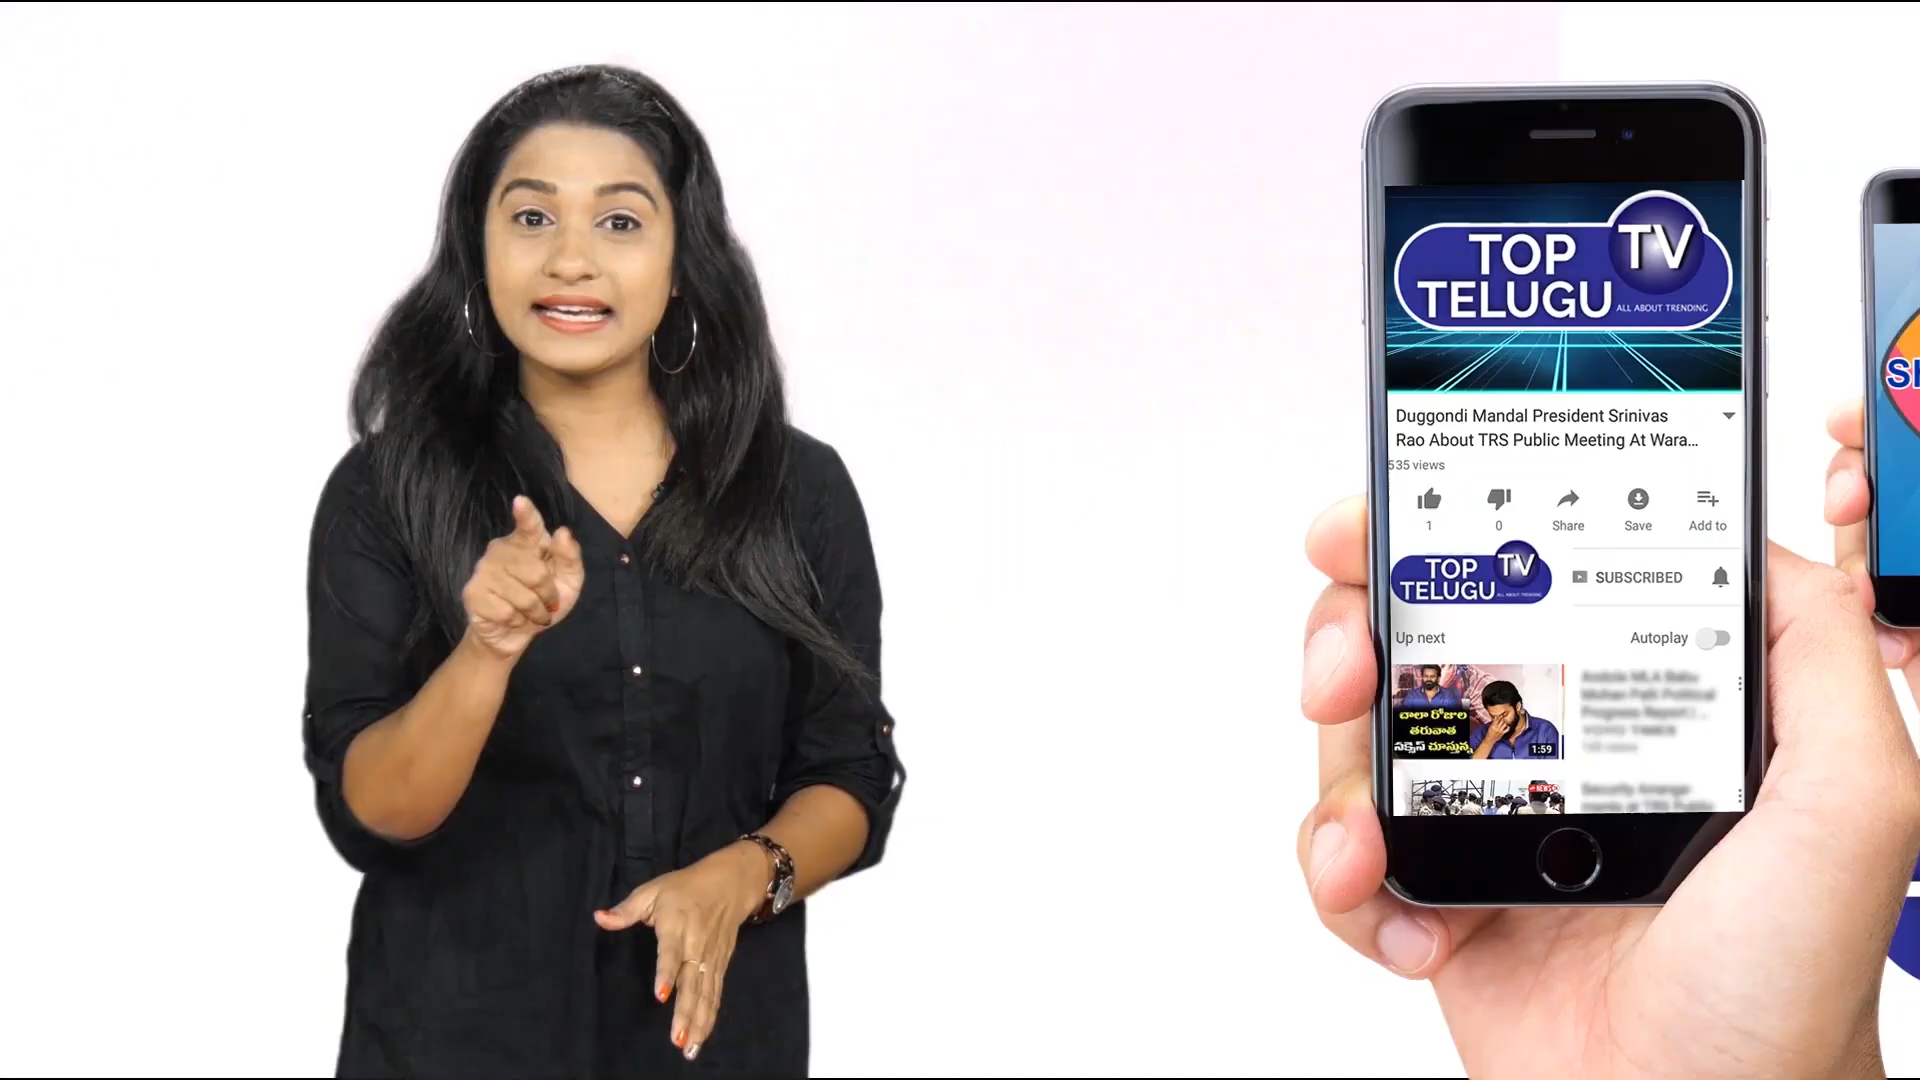 TOP TV
TELUGU
ALL ABOUT TRENDING
Duggondi Mandal President Srinivas
Rao About TRS Public Meeting At Wara...
535 views
1
0
Share
Save
Add to
TOP TV
TELUGU
SUBSCRIBED
Up next
Autoplay
చాలా రోజుల
తరువాత
సక్సెస్ చూస్తున్న
1:59
NEWS